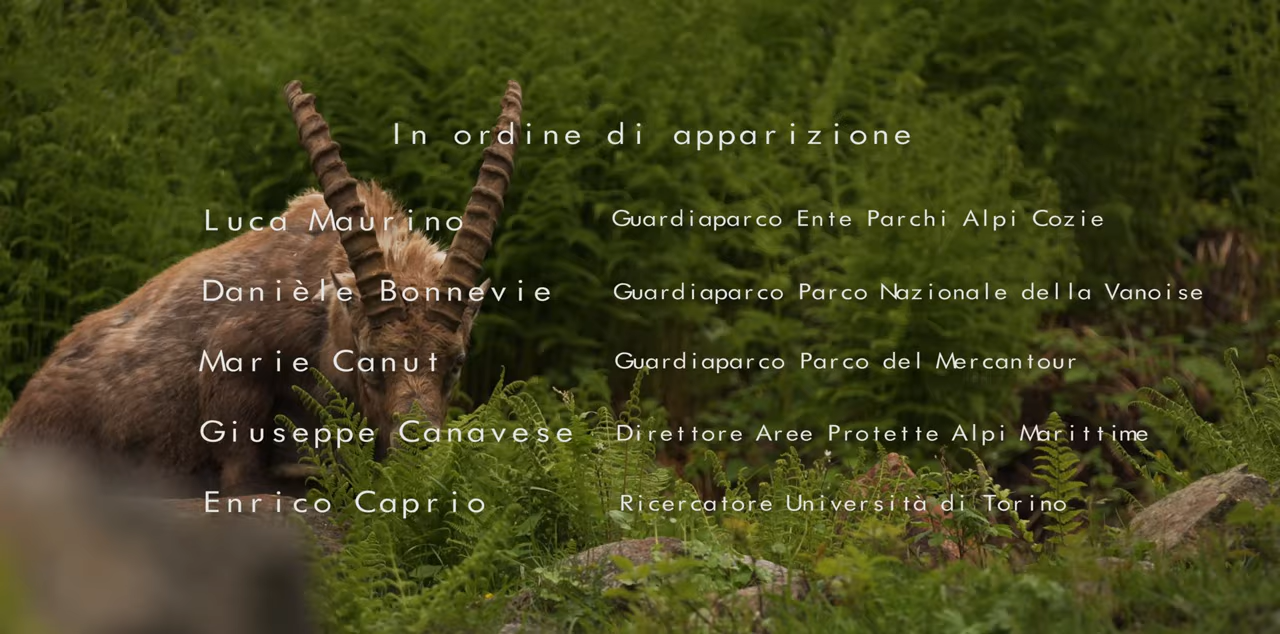 In ordine di apparizione
Luca Maurino Guardiaparco Ente Parchi Alpi Cozie
Danièle Bonnevie Guardiaparco Parco Nazionale della Vanoise
Marie Canut Guardiaparco Parco del Mercantour
Giuseppe Canavese Direttore Aree Protette Alpi Marittime
Enrico Caprio Ricercatore Università di Torino